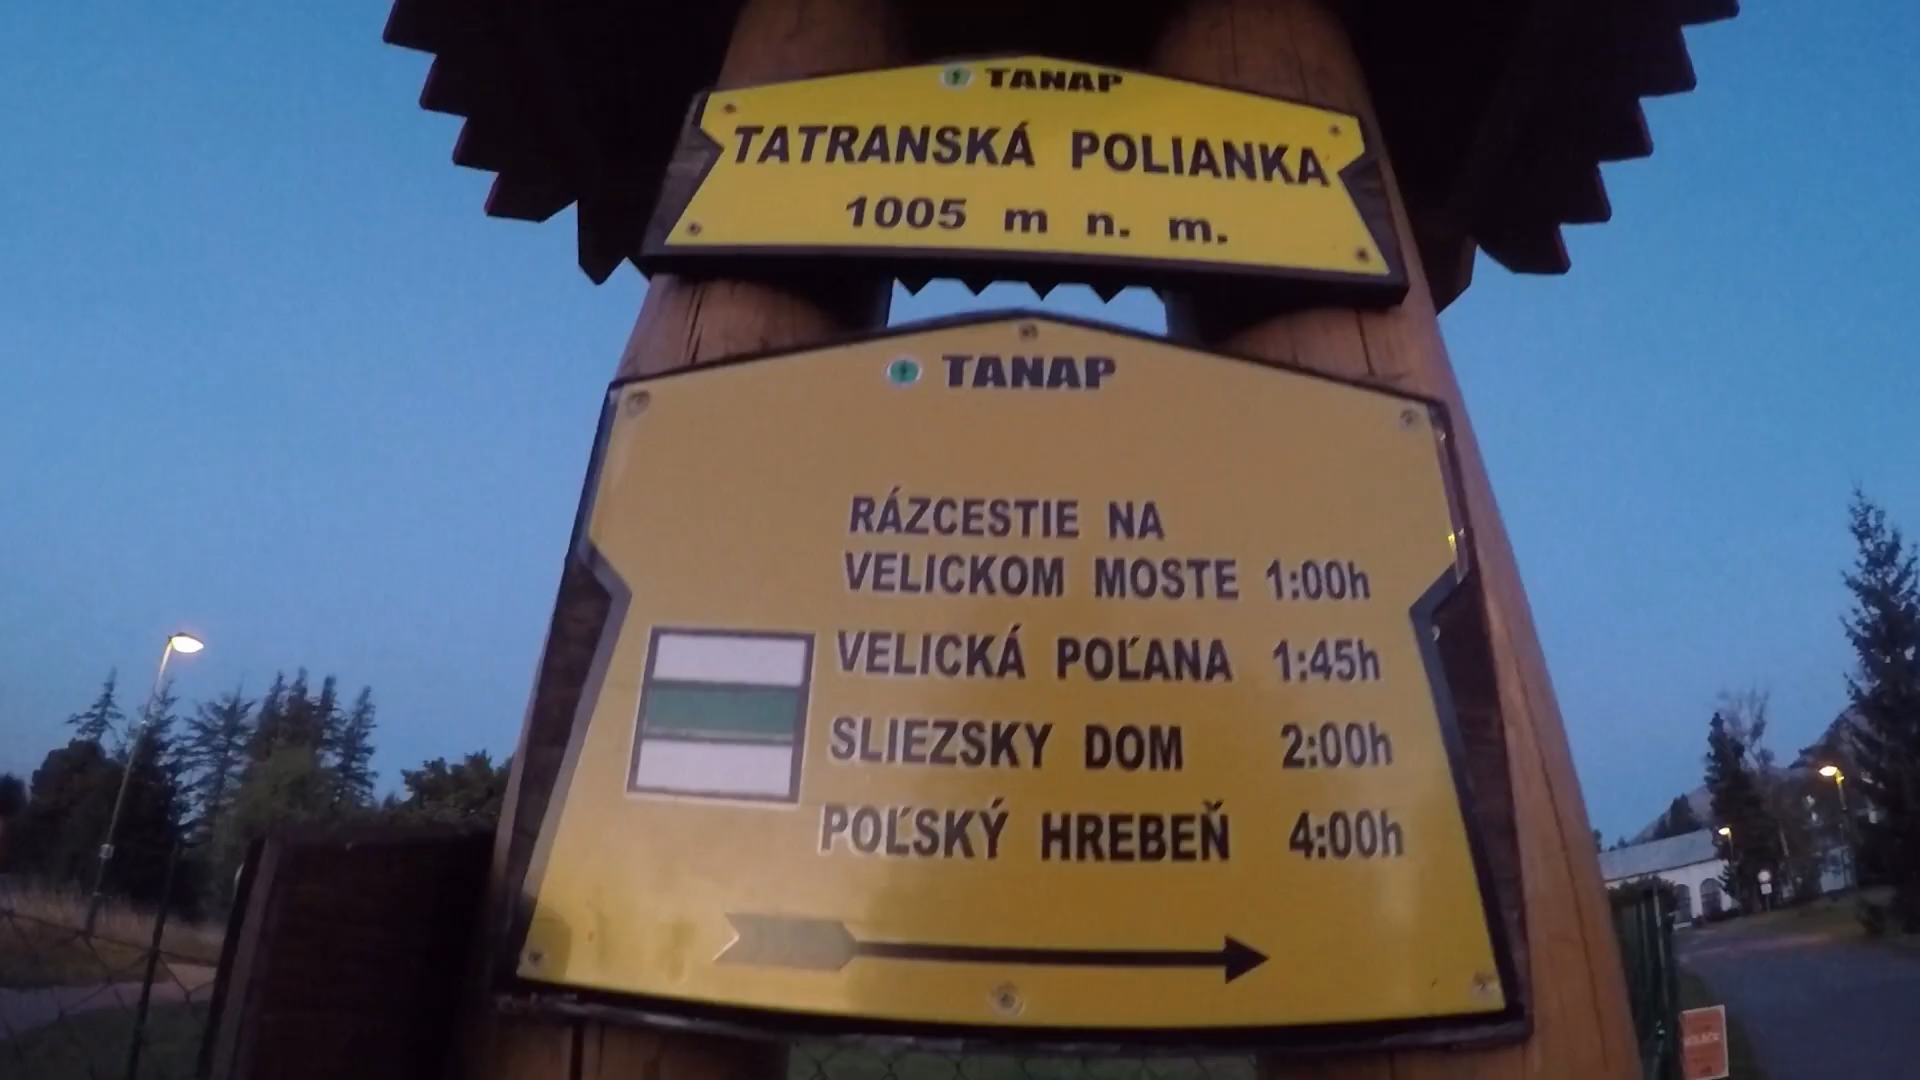 TANAP
TATRANSKÁ POLIANKA
1005 m n. m.
TANAP
RÁZCESTIE NA
VELICKOM MOSTE 1:00h
VELICKÁ POĽANA 1:45h
SLIEZSKY DOM 2:00h
POĽSKÝ HREBEŇ 4:00h